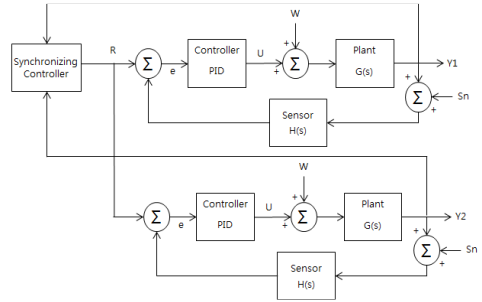 W
Controller
PID
Plant
G(s)
Synchronizing
Controller
R
Σ
e
U
+
+
Σ
Y1
+
Σ
Sn
+
Sensor
H(s)
W
Controller
PID
Plant
G(s)
Σ
e
U
+
+
Σ
Y2
+
Σ
Sn
+
Sensor
H(s)